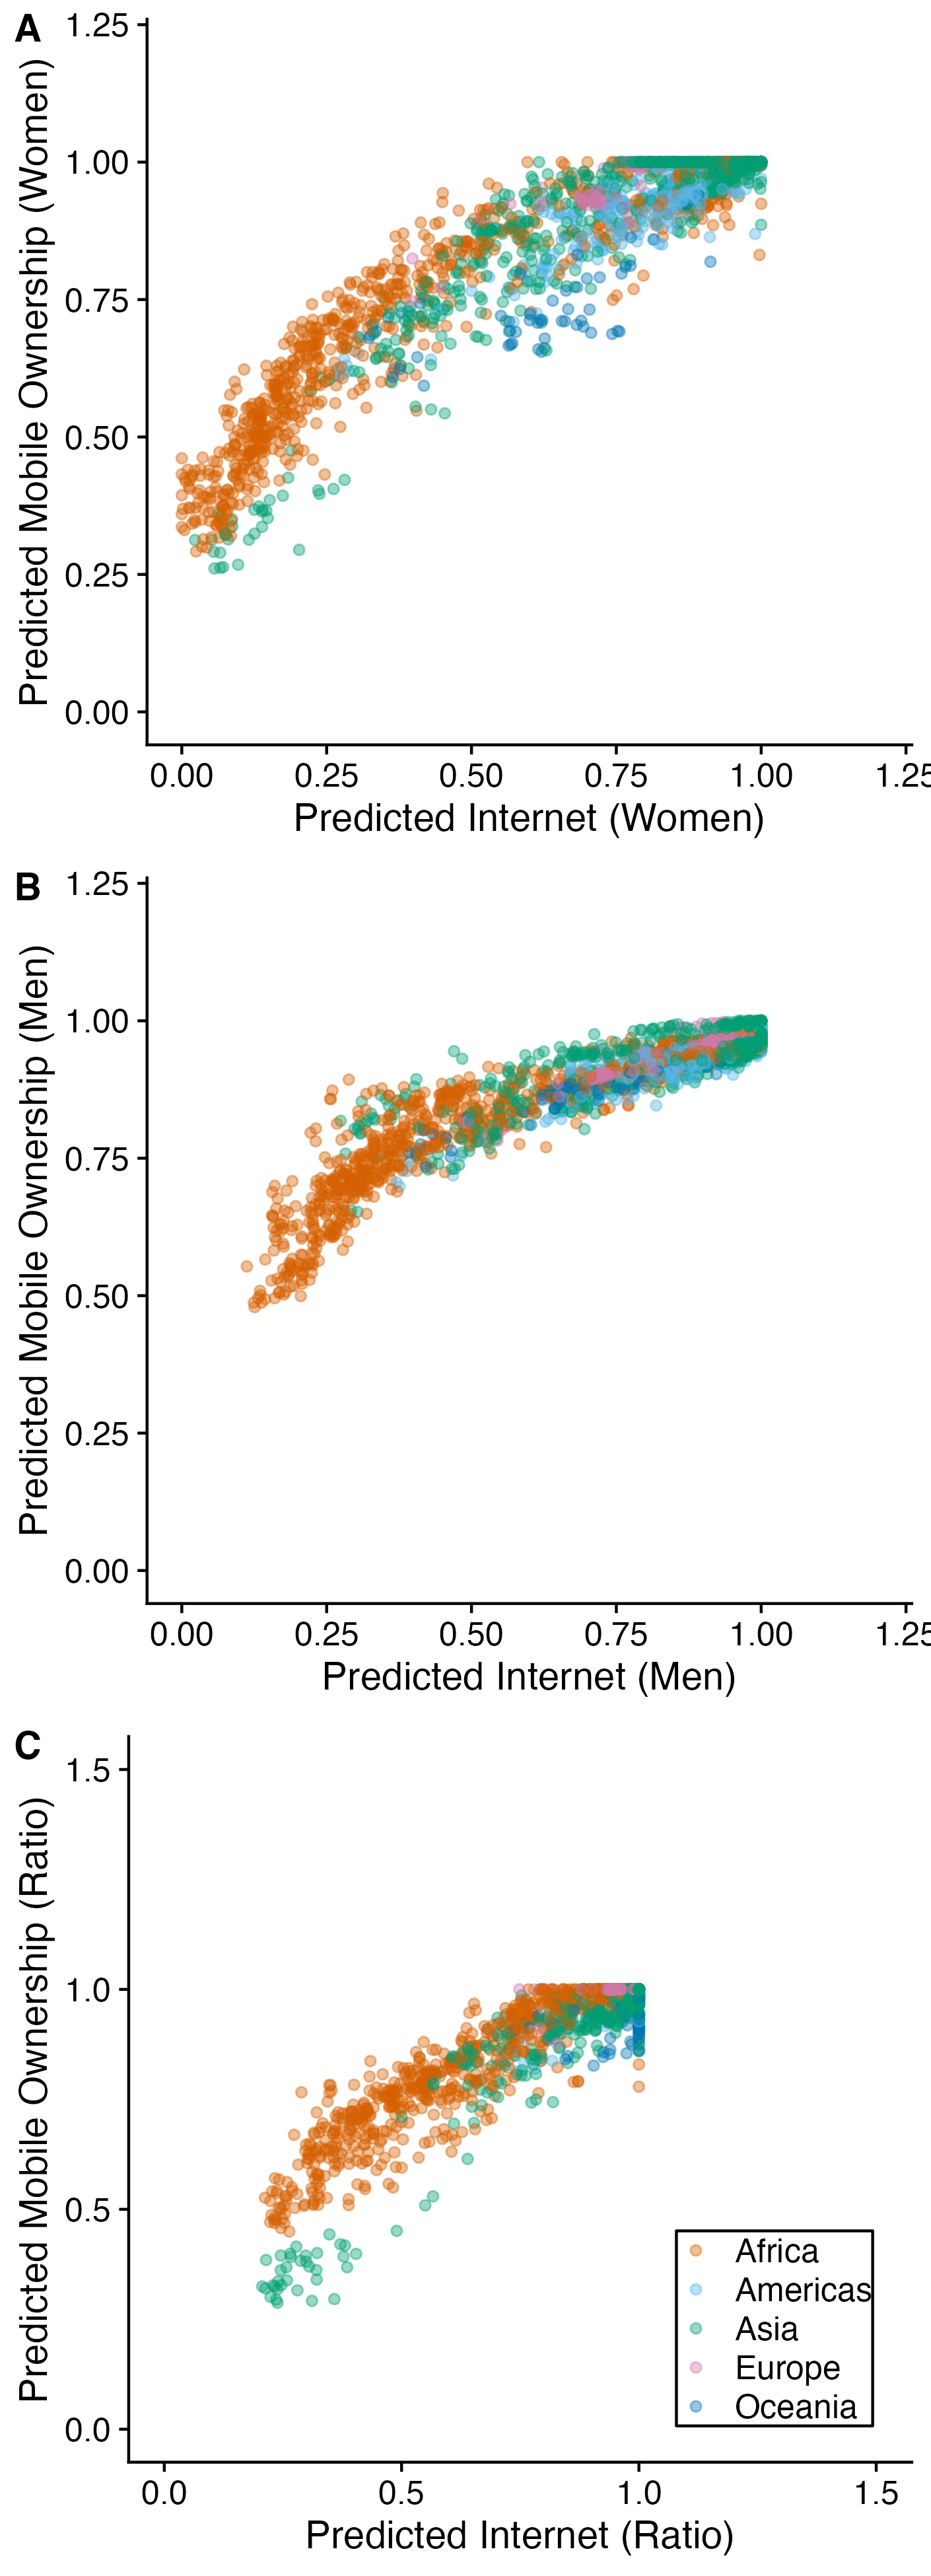 A
1.25
1.00
0.75
0.50
0.25
0.00
Predicted Mobile Ownership (Women)
0.00 0.25 0.50 0.75 1.00 1.25
Predicted Internet (Women)
B
1.25
1.00
0.75
0.50
0.25
0.00
Predicted Mobile Ownership (Men)
0.00 0.25 0.50 0.75 1.00 1.25
Predicted Internet (Men)
C
1.5
1.0
0.5
0.0
Predicted Mobile Ownership (Ratio)
Africa
Americas
Asia
Europe
Oceania
0.0 0.5 1.0 1.5
Predicted Internet (Ratio)